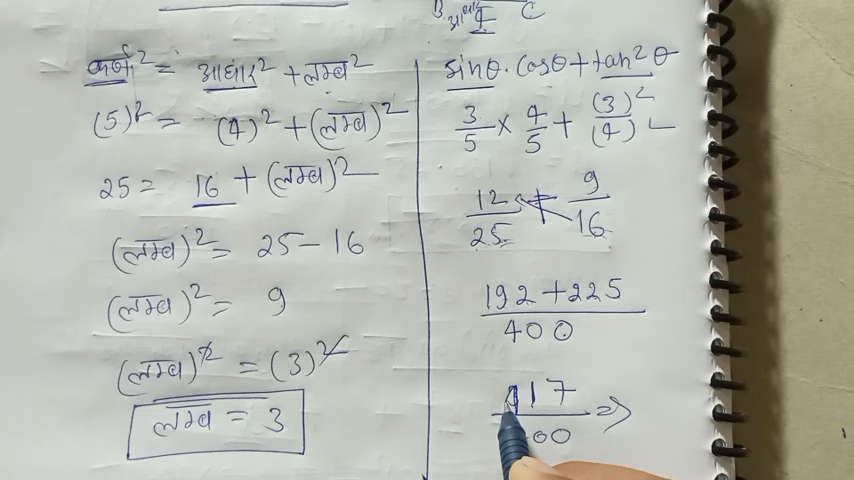 B आधार C
कर्ण² = आधार² + लम्ब²
(5)² = (4)² + (लम्ब)²
25 = 16 + (लम्ब)²
(लम्ब)² = 25 - 16
(लम्ब)² = 9
(लम्ब)² = (3)²
लम्ब = 3
sinθ. cosθ + tan²θ
3/5 × 4/5 + (3)²/(4)²
12/25 + 9/16
192 + 225
400
17
00 ⇒